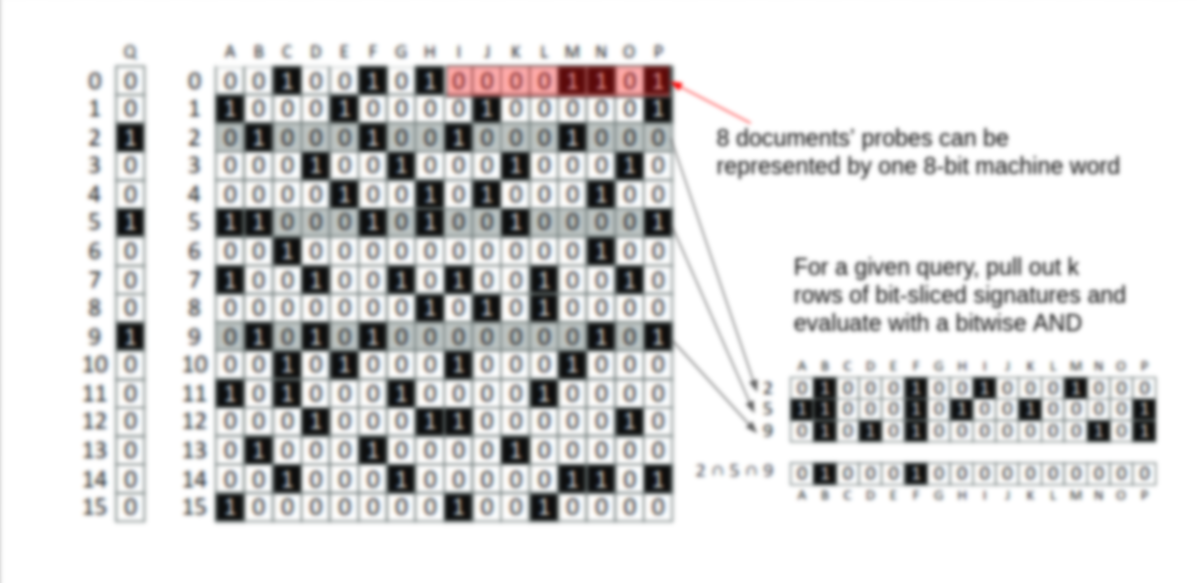 Q A B C D E F G H I J K L M N O P
0 0 0 0 0 1 0 0 1 0 1 0 0 0 0 1 1 0 1
1 0 1 1 0 0 0 1 0 0 0 0 1 0 0 0 0 0 1
2 1 2 0 1 0 0 0 1 0 0 1 0 0 0 1 0 0 0
3 0 3 0 0 0 1 0 0 1 0 0 0 1 0 0 0 1 0
4 0 4 0 0 0 0 1 0 0 1 0 1 0 0 0 1 0 0
5 1 5 1 1 0 0 0 1 0 1 0 0 1 0 0 0 0 1
6 0 6 0 0 1 0 0 0 0 0 0 0 0 0 0 1 0 0
7 0 7 1 0 0 1 0 0 1 0 1 0 0 1 0 0 1 0
8 0 8 0 0 0 0 0 0 0 1 0 1 0 1 0 0 0 0
9 1 9 0 1 0 1 0 1 0 0 0 0 0 0 0 1 0 1
10 0 10 0 0 1 0 1 0 0 0 1 0 0 0 1 0 0 0
11 0 11 1 0 1 0 0 0 1 0 0 0 0 1 0 0 0 0
12 0 12 0 0 0 1 0 0 0 1 1 0 0 0 0 0 1 0
13 0 13 0 1 0 0 0 1 0 0 0 0 1 0 0 0 0 0
14 0 14 0 0 1 0 0 0 1 0 0 0 0 0 1 1 0 1
15 0 15 1 0 0 0 0 0 0 0 1 0 0 1 0 0 0 0
8 documents' probes can be
represented by one 8-bit machine word
For a given query, pull out k
rows of bit-sliced signatures and
evaluate with a bitwise AND
A B C D E F G H I J K L M N O P
2 0 1 0 0 0 1 0 0 1 0 0 0 1 0 0 0
5 1 1 0 0 0 1 0 1 0 0 1 0 0 0 0 1
9 0 1 0 1 0 1 0 0 0 0 0 0 0 1 0 1
2 ∩ 5 ∩ 9 0 1 0 0 0 1 0 0 0 0 0 0 0 0 0 0
A B C D E F G H I J K L M N O P